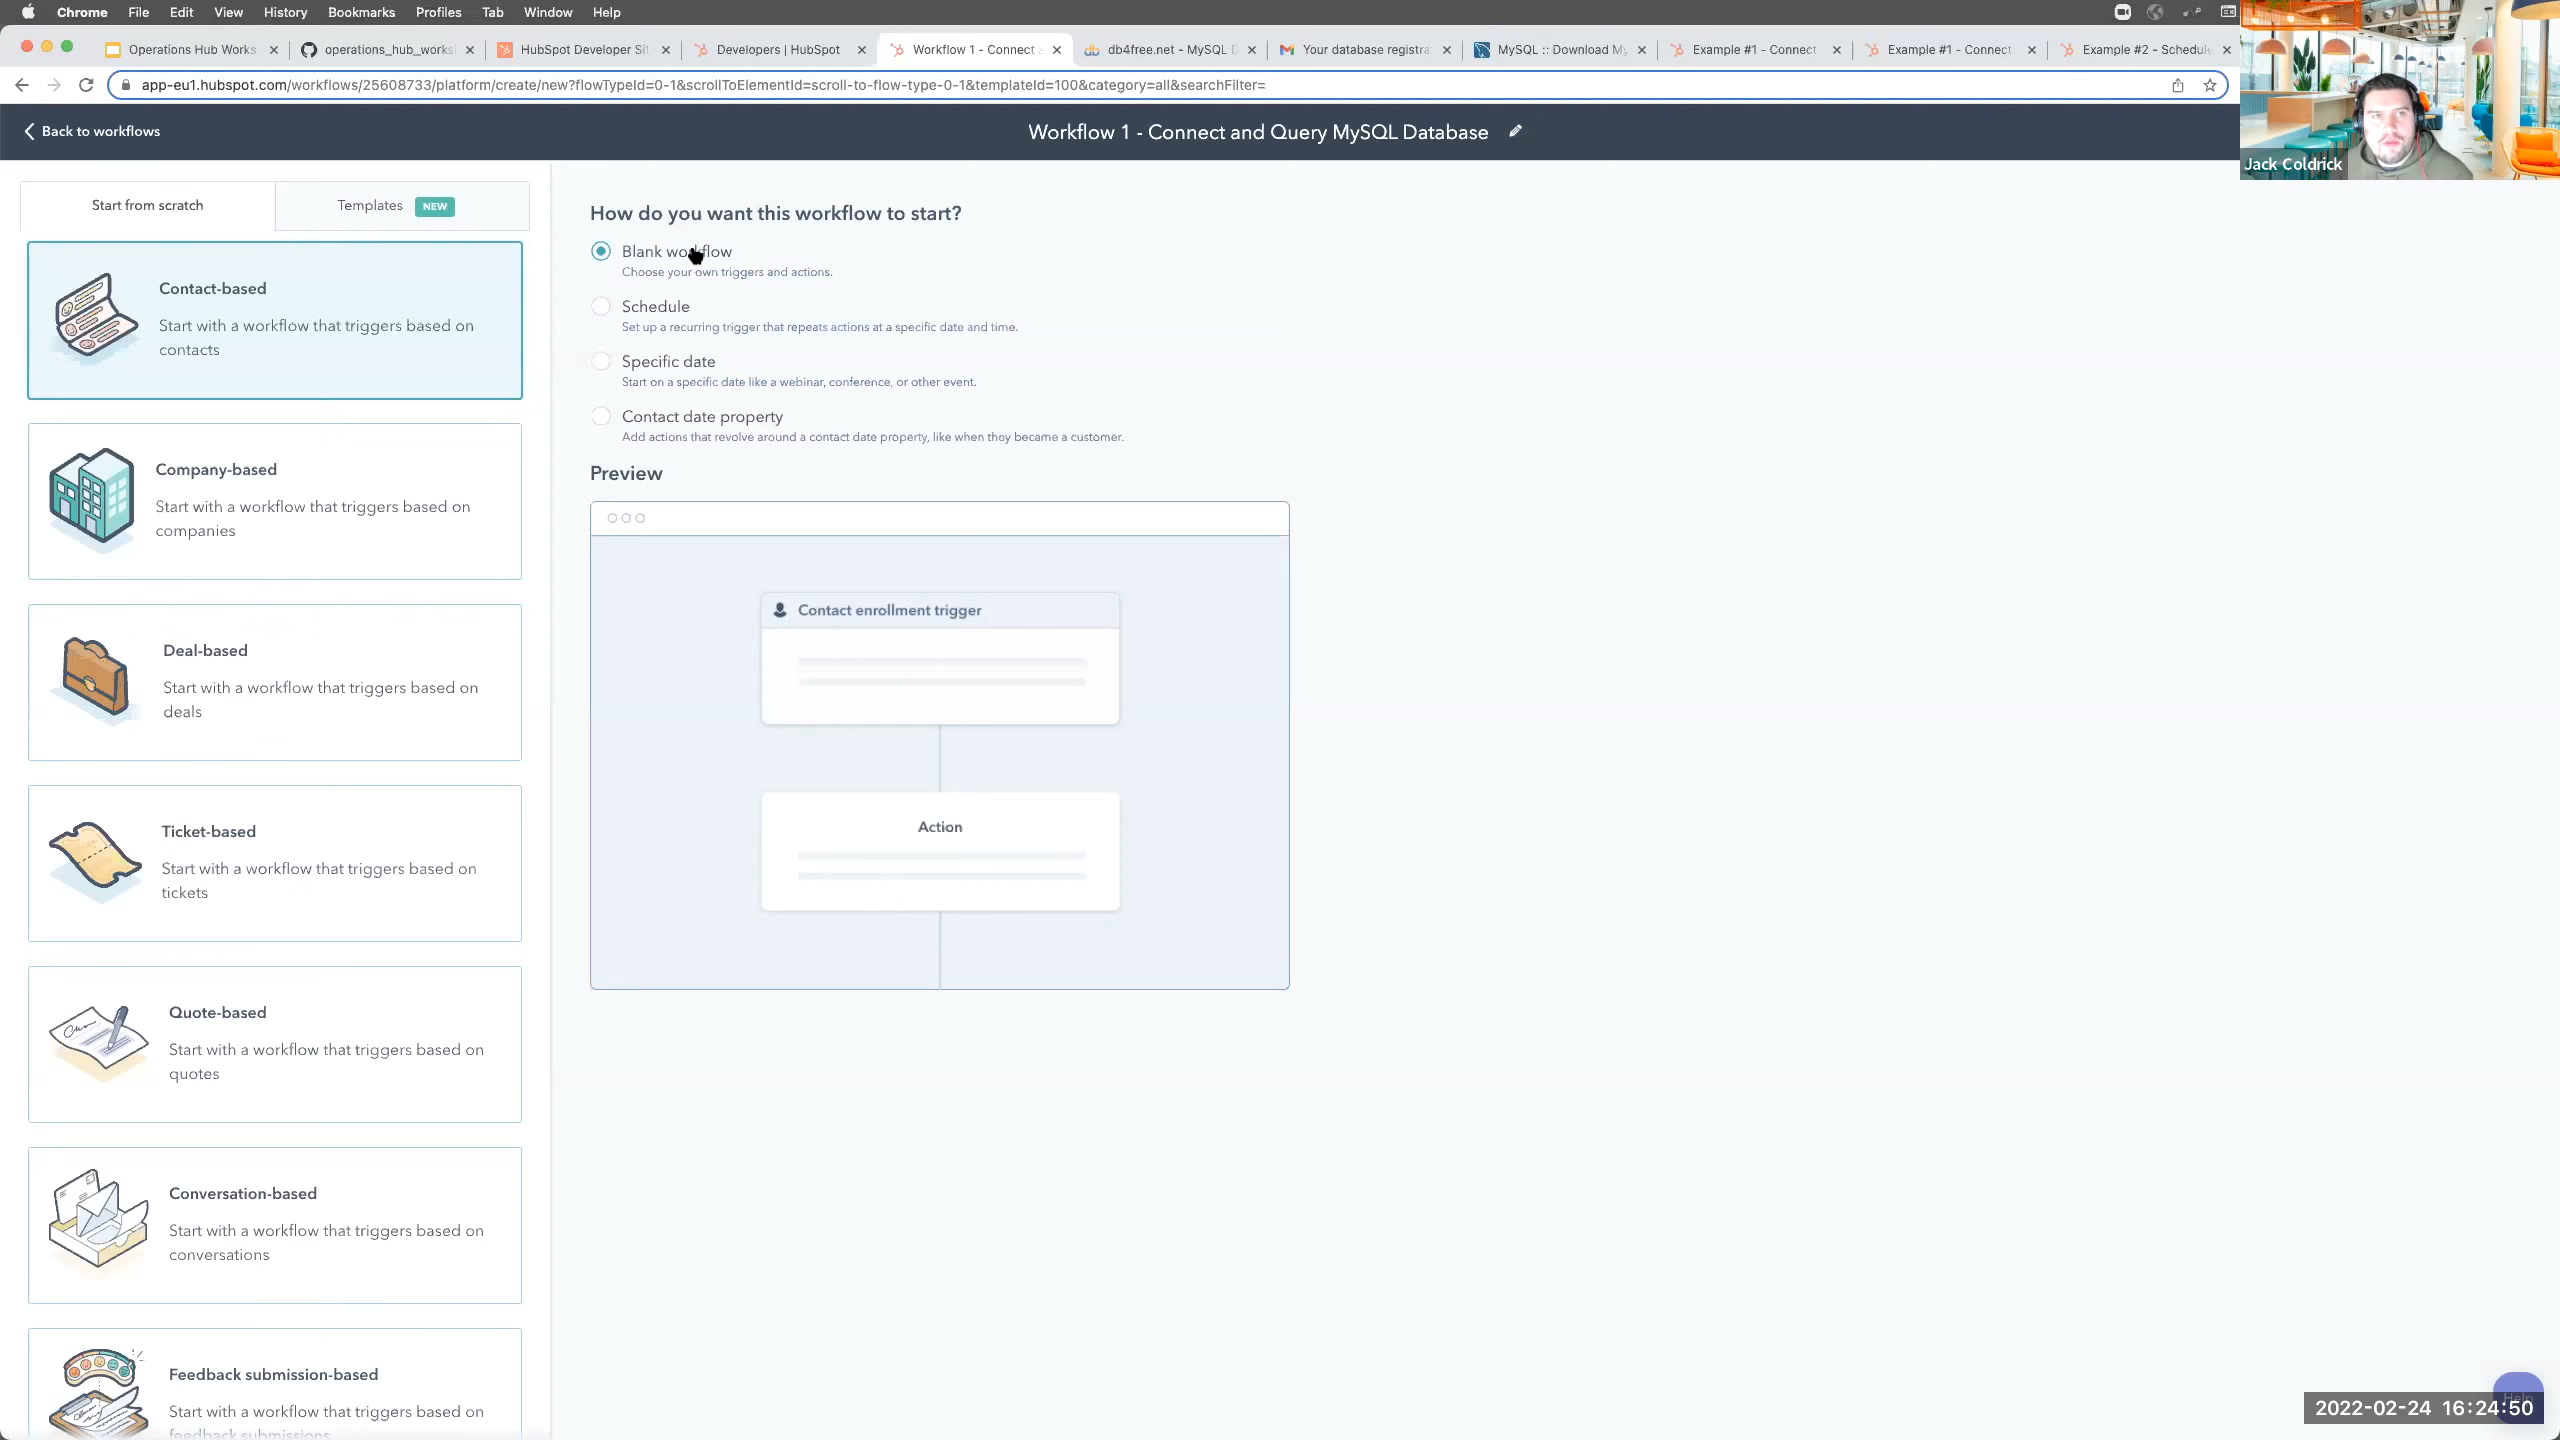 Chrome File Edit View History Bookmarks Profiles Tab Window Help
Operations Hub Works
operations_hub_works
HubSpot Developer Sit
Developers | HubSpot
Workflow 1 - Connect
db4free.net - MySQL D
Your database registra
MySQL :: Download My
Example #1 - Connect
Example #1 - Connect
Example #2 - Schedule
app-eu1.hubspot.com/workflows/25608733/platform/create/new?flowTypeId=0-1&scrollToElementId=scroll-to-flow-type-0-1&templateId=100&category=all&searchFilter=
Back to workflows
Workflow 1 - Connect and Query MySQL Database
Jack Coldrick
Start from scratch
Templates NEW
Contact-based
Start with a workflow that triggers based on
contacts
Company-based
Start with a workflow that triggers based on
companies
Deal-based
Start with a workflow that triggers based on
deals
Ticket-based
Start with a workflow that triggers based on
tickets
Quote-based
Start with a workflow that triggers based on
quotes
Conversation-based
Start with a workflow that triggers based on
conversations
Feedback submission-based
Start with a workflow that triggers based on
feedback submissions
How do you want this workflow to start?
Blank workflow
Choose your own triggers and actions.
Schedule
Set up a recurring trigger that repeats actions at a specific date and time.
Specific date
Start on a specific date like a webinar, conference, or other event.
Contact date property
Add actions that revolve around a contact date property, like when they became a customer.
Preview
Contact enrollment trigger
Action
Help
2022-02-24 16:24:50